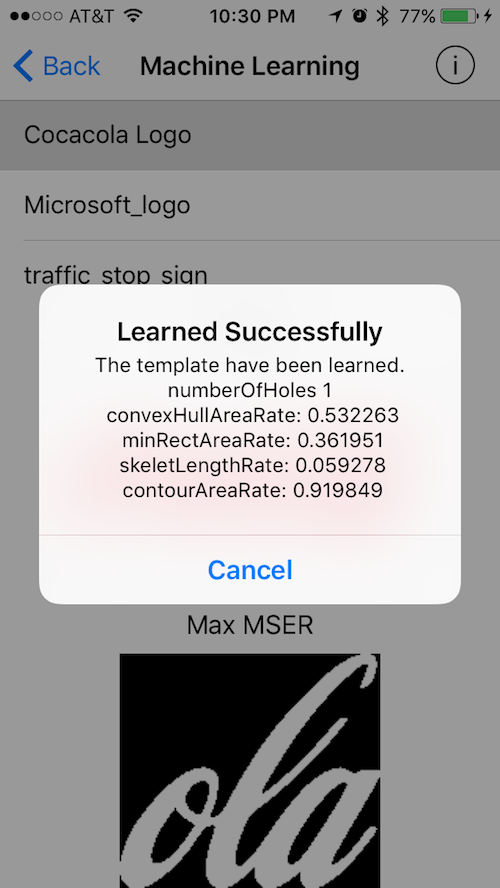 AT&T 10:30 PM 77%
Back Machine Learning i
Cocacola Logo
Microsoft_logo
traffic_stop_sign
Learned Successfully
The template have been learned.
numberOfHoles 1
convexHullAreaRate: 0.532263
minRectAreaRate: 0.361951
skeletLengthRate: 0.059278
contourAreaRate: 0.919849
Cancel
Max MSER
ola